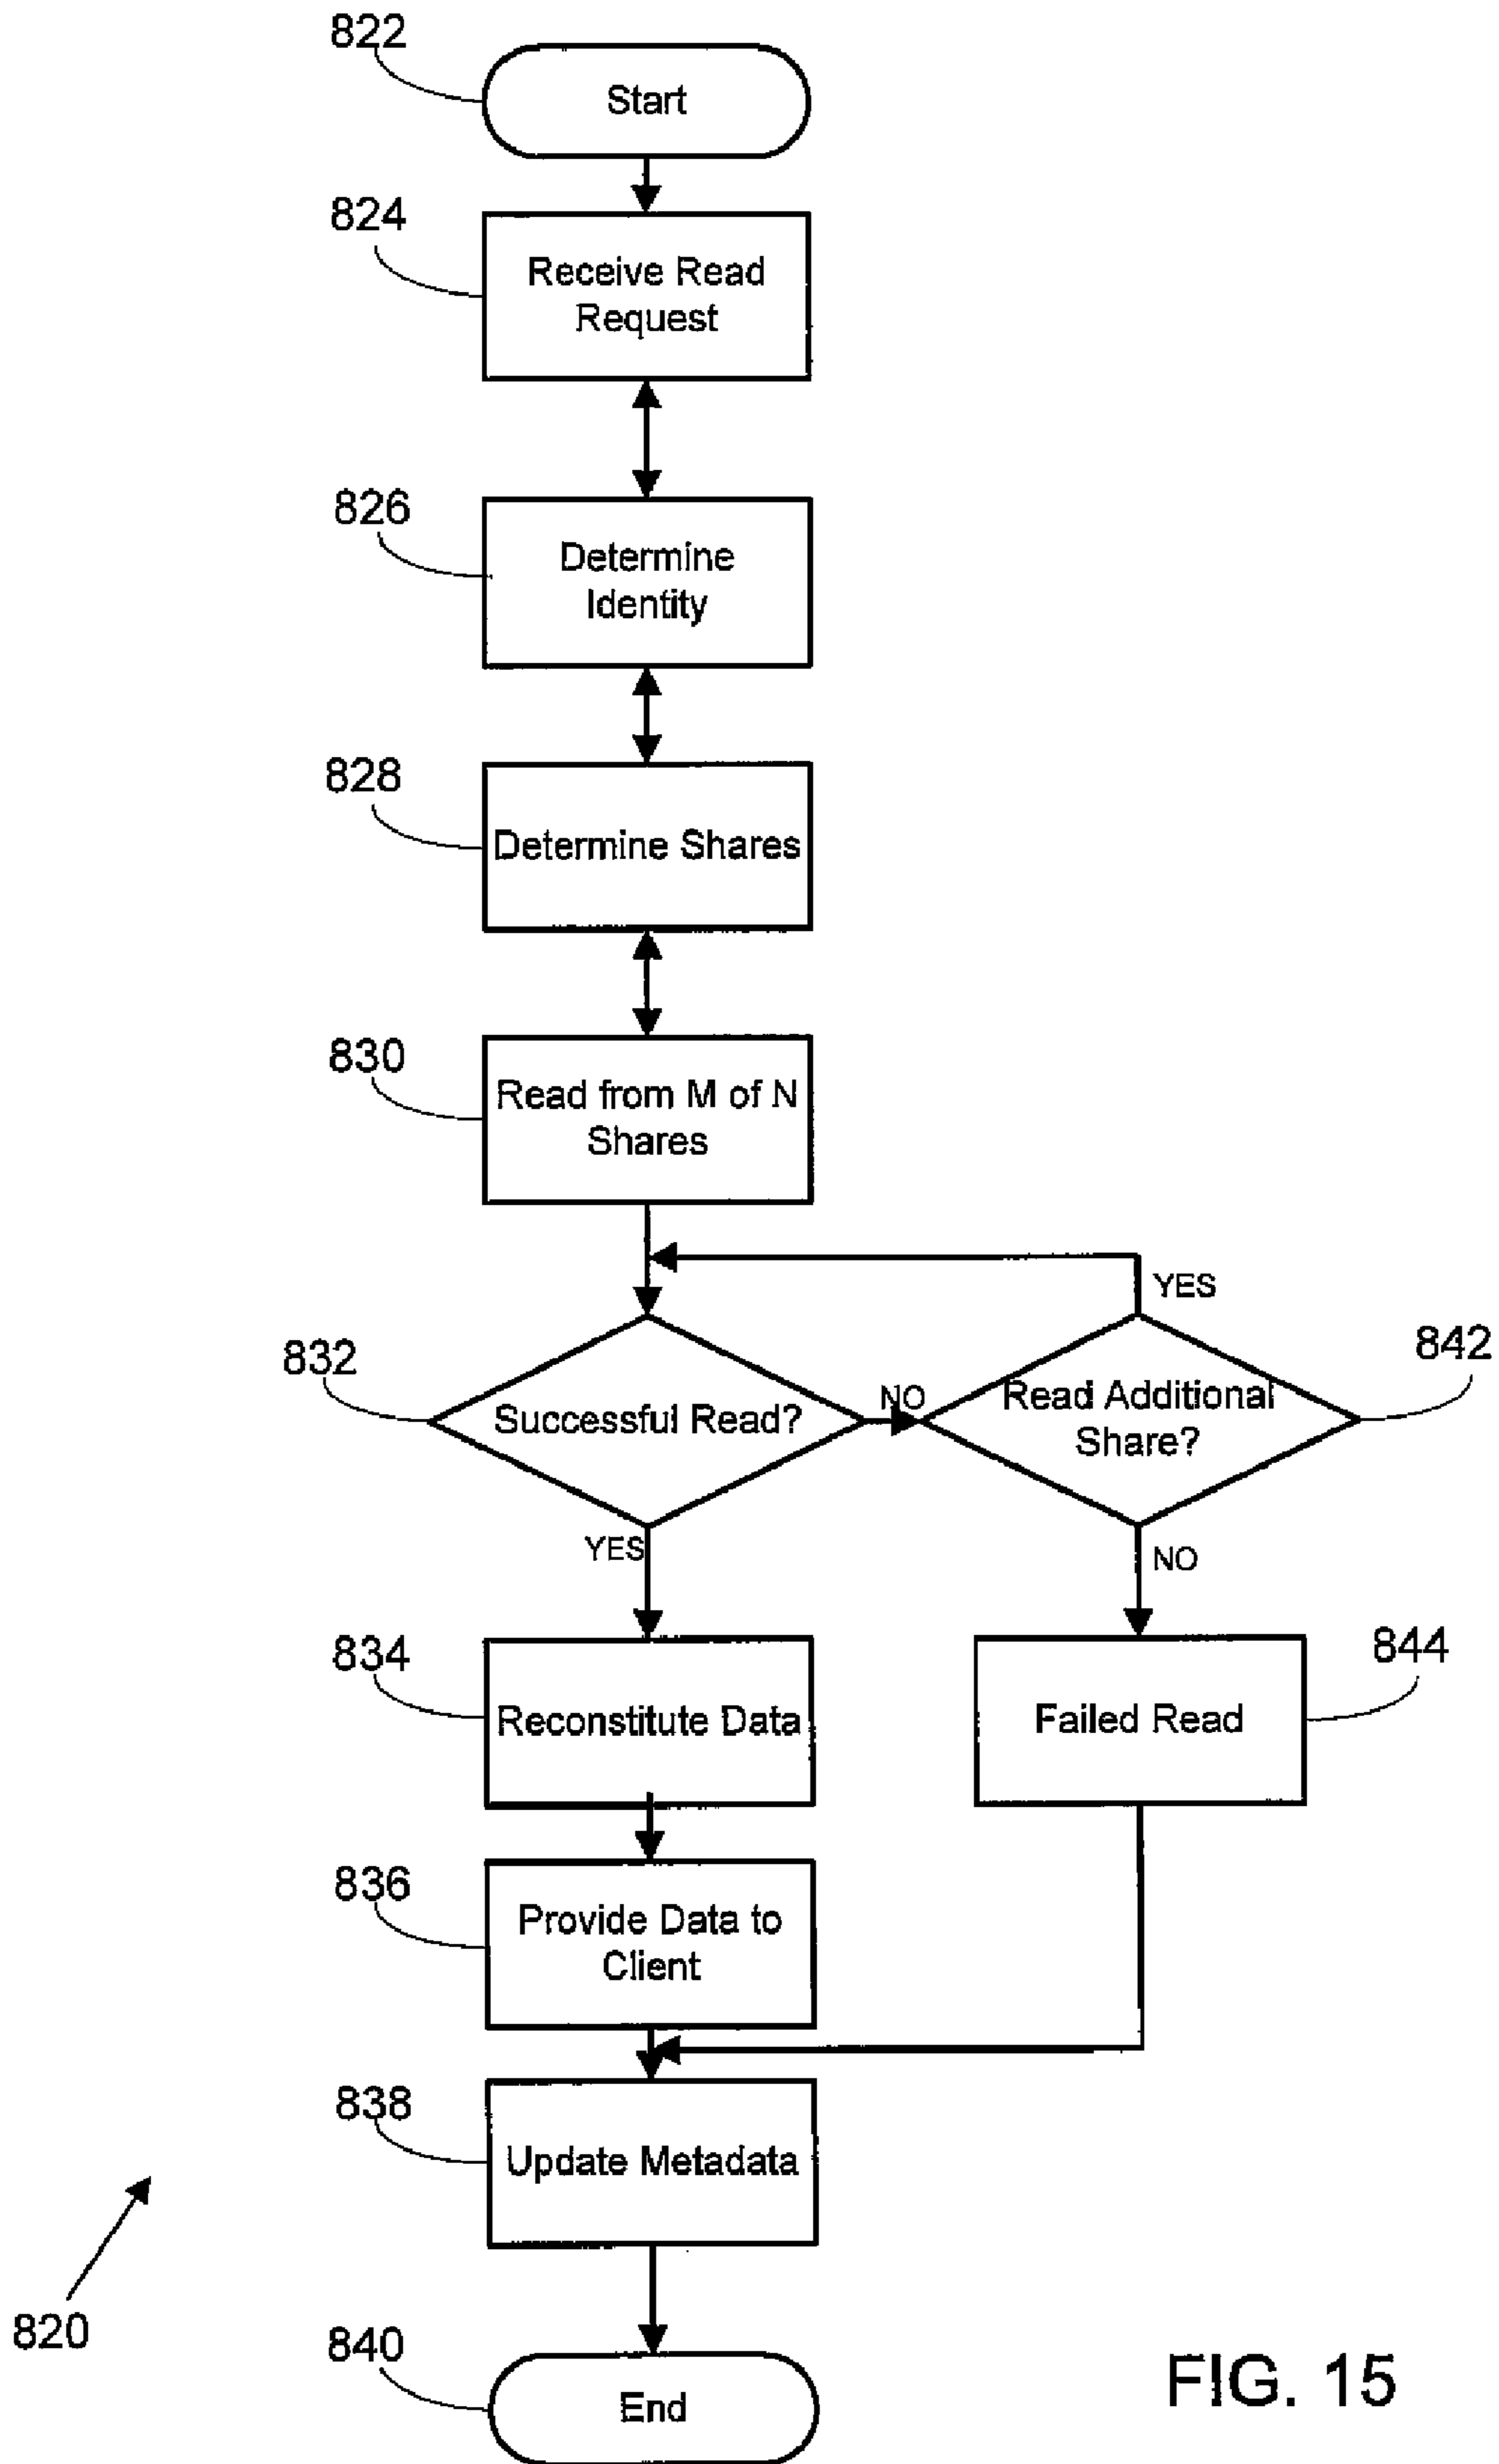 822
Start
824
Receive Read
Request
826
Determine
Identity
828
Determine Shares
830
Read from M of N
Shares
YES
832
Successful Read?
NO
Read Additional
Share?
842
YES
NO
834
Reconstitute Data
Failed Read
844
836
Provide Data to
Client
838
Update Metadata
820
840
End
FIG. 15